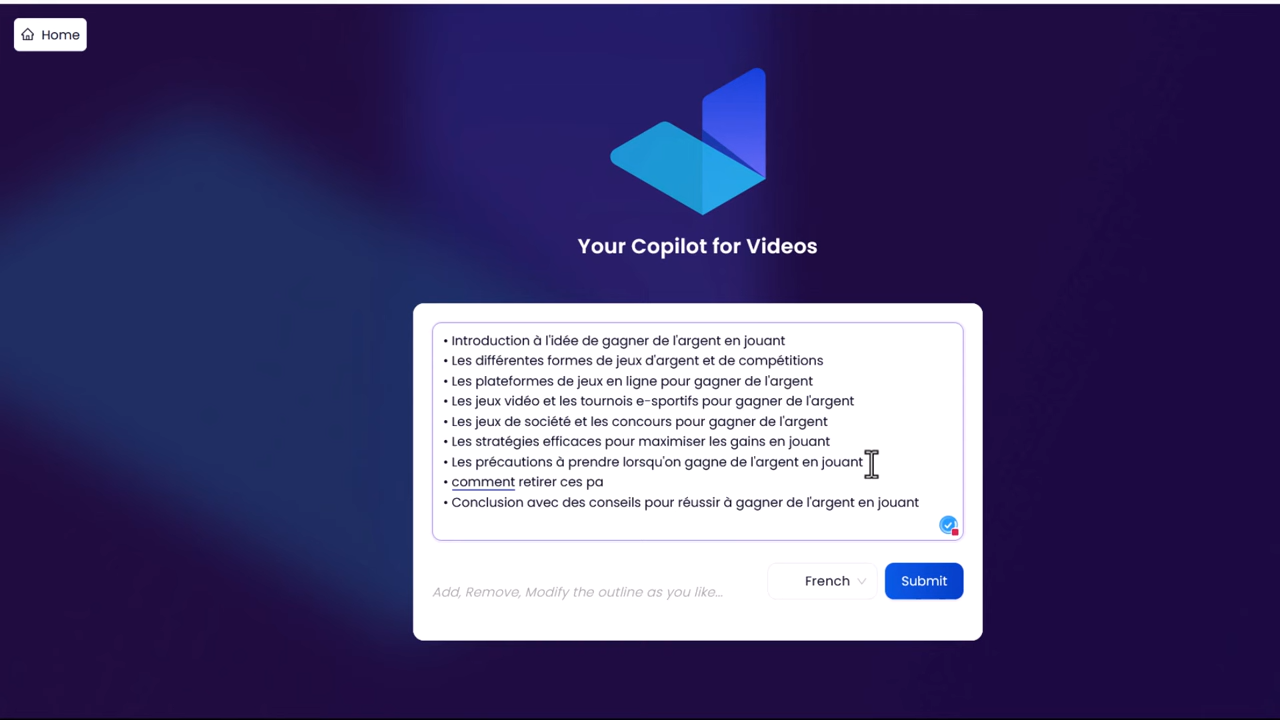 Home
Your Copilot for Videos
• Introduction à l'idée de gagner de l'argent en jouant
• Les différentes formes de jeux d'argent et de compétitions
• Les plateformes de jeux en ligne pour gagner de l'argent
• Les jeux vidéo et les tournois e-sportifs pour gagner de l'argent
• Les jeux de société et les concours pour gagner de l'argent
• Les stratégies efficaces pour maximiser les gains en jouant
• Les précautions à prendre lorsqu'on gagne de l'argent en jouant
• comment retirer ces pa
• Conclusion avec des conseils pour réussir à gagner de l'argent en jouant
Add, Remove, Modify the outline as you like...
French
Submit